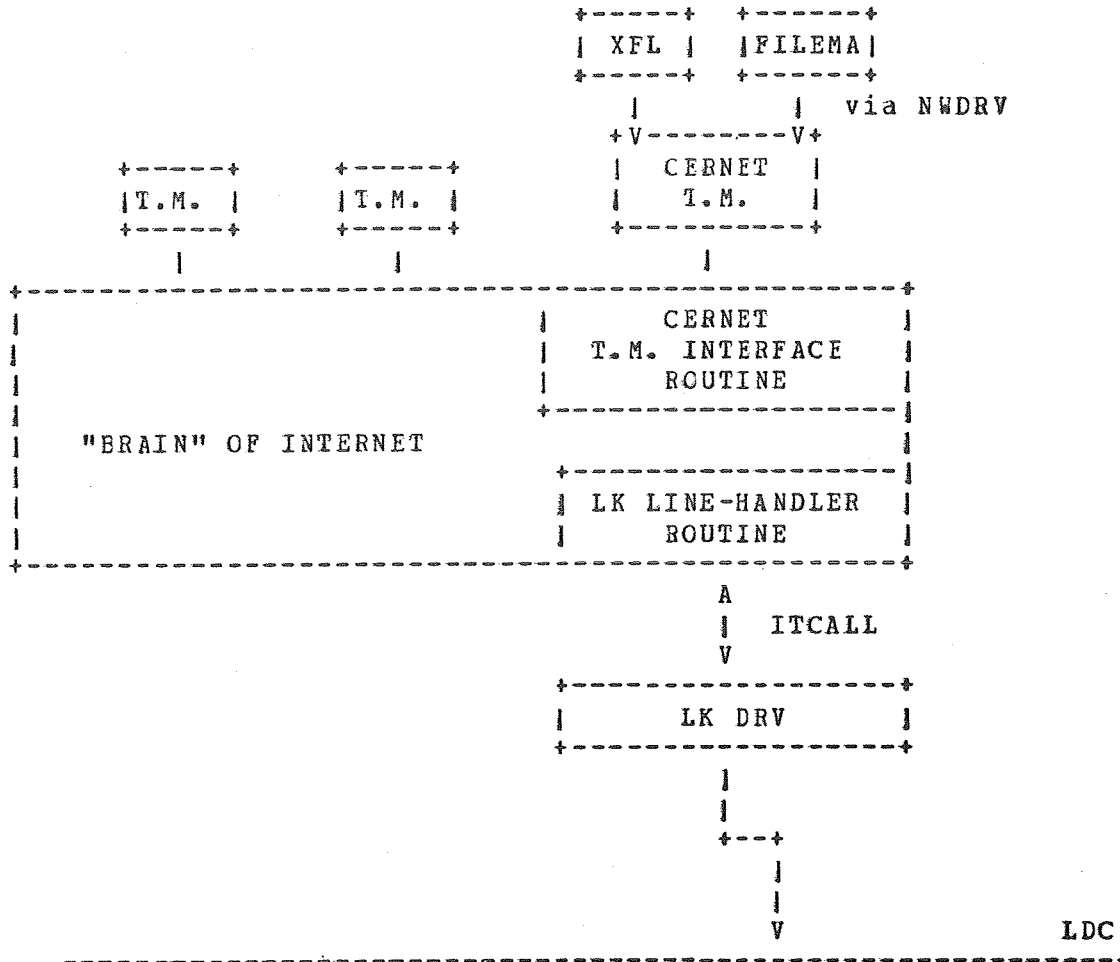 XFL FILEMA
via NWDRV
CERNET
T.M. T.M. T.M.
CERNET
T.M. INTERFACE
ROUTINE
"BRAIN" OF INTERNET
LK LINE-HANDLER
ROUTINE
A
ITCALL
V
LK DRV
V LDC